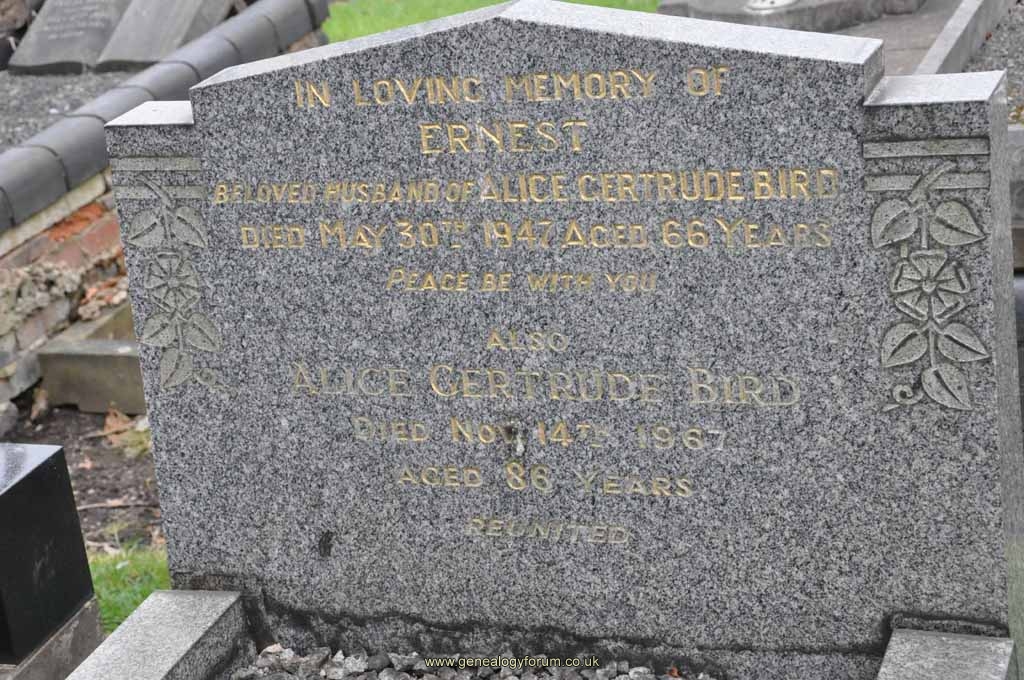 IN LOVING MEMORY OF
ERNEST
BELOVED HUSBAND OF ALICE GERTRUDE BIRD
DIED MAY 30TH 1947 AGED 66 YEARS
PEACE BE WITH YOU
ALSO
ALICE GERTRUDE BIRD
DIED NOV 14TH 1967
AGED 86 YEARS
REUNITED
www.genealogyforum.co.uk